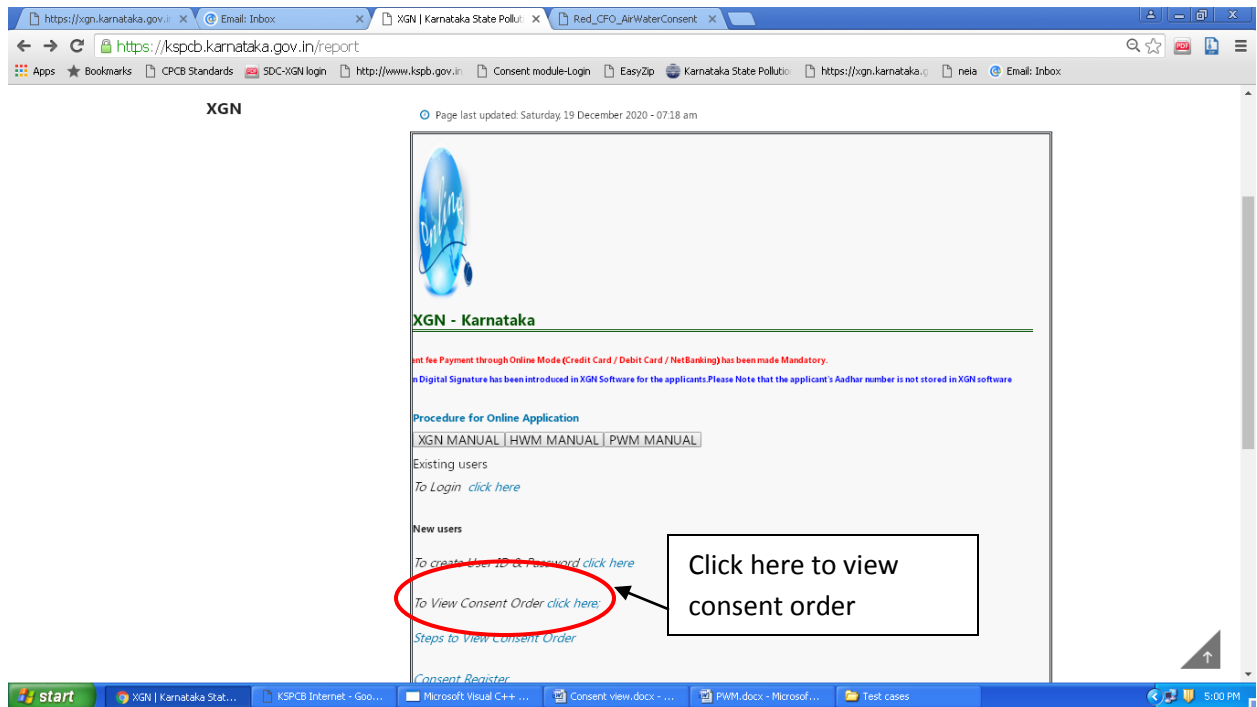 https://xgn.karnataka.gov.i
Email: Inbox
XGN | Karnataka State Pollut
Red_CFO_AirWaterConsent
https://kspcb.karnataka.gov.in/report
Apps
Bookmarks
CPCB Standards
SDC-XGN login
http://www.kspb.gov.in
Consent module-Login
EasyZip
Karnataka State Pollutio
https://xgn.karnataka.g
neia
Email: Inbox
XGN
Page last updated: Saturday, 19 December 2020 - 07:18 am
Online
XGN - Karnataka
ent fee Payment through Online Mode (Credit Card / Debit Card / NetBanking) has been made Mandatory.
n Digital Signature has been introduced in XGN Software for the applicants.Please Note that the applicant's Aadhar number is not stored in XGN software
Procedure for Online Application
XGN MANUAL
HWM MANUAL
PWM MANUAL
Existing users
To Login click here
New users
To create User ID & Password click here
To View Consent Order click here;
Steps to View Consent Order
Consent Register
Click here to view
consent order
start
XGN | Karnataka Stat...
KSPCB Internet - Goo...
Microsoft Visual C++ ...
Consent view.docx - ...
PWM.docx - Microsof...
Test cases
5:00 PM